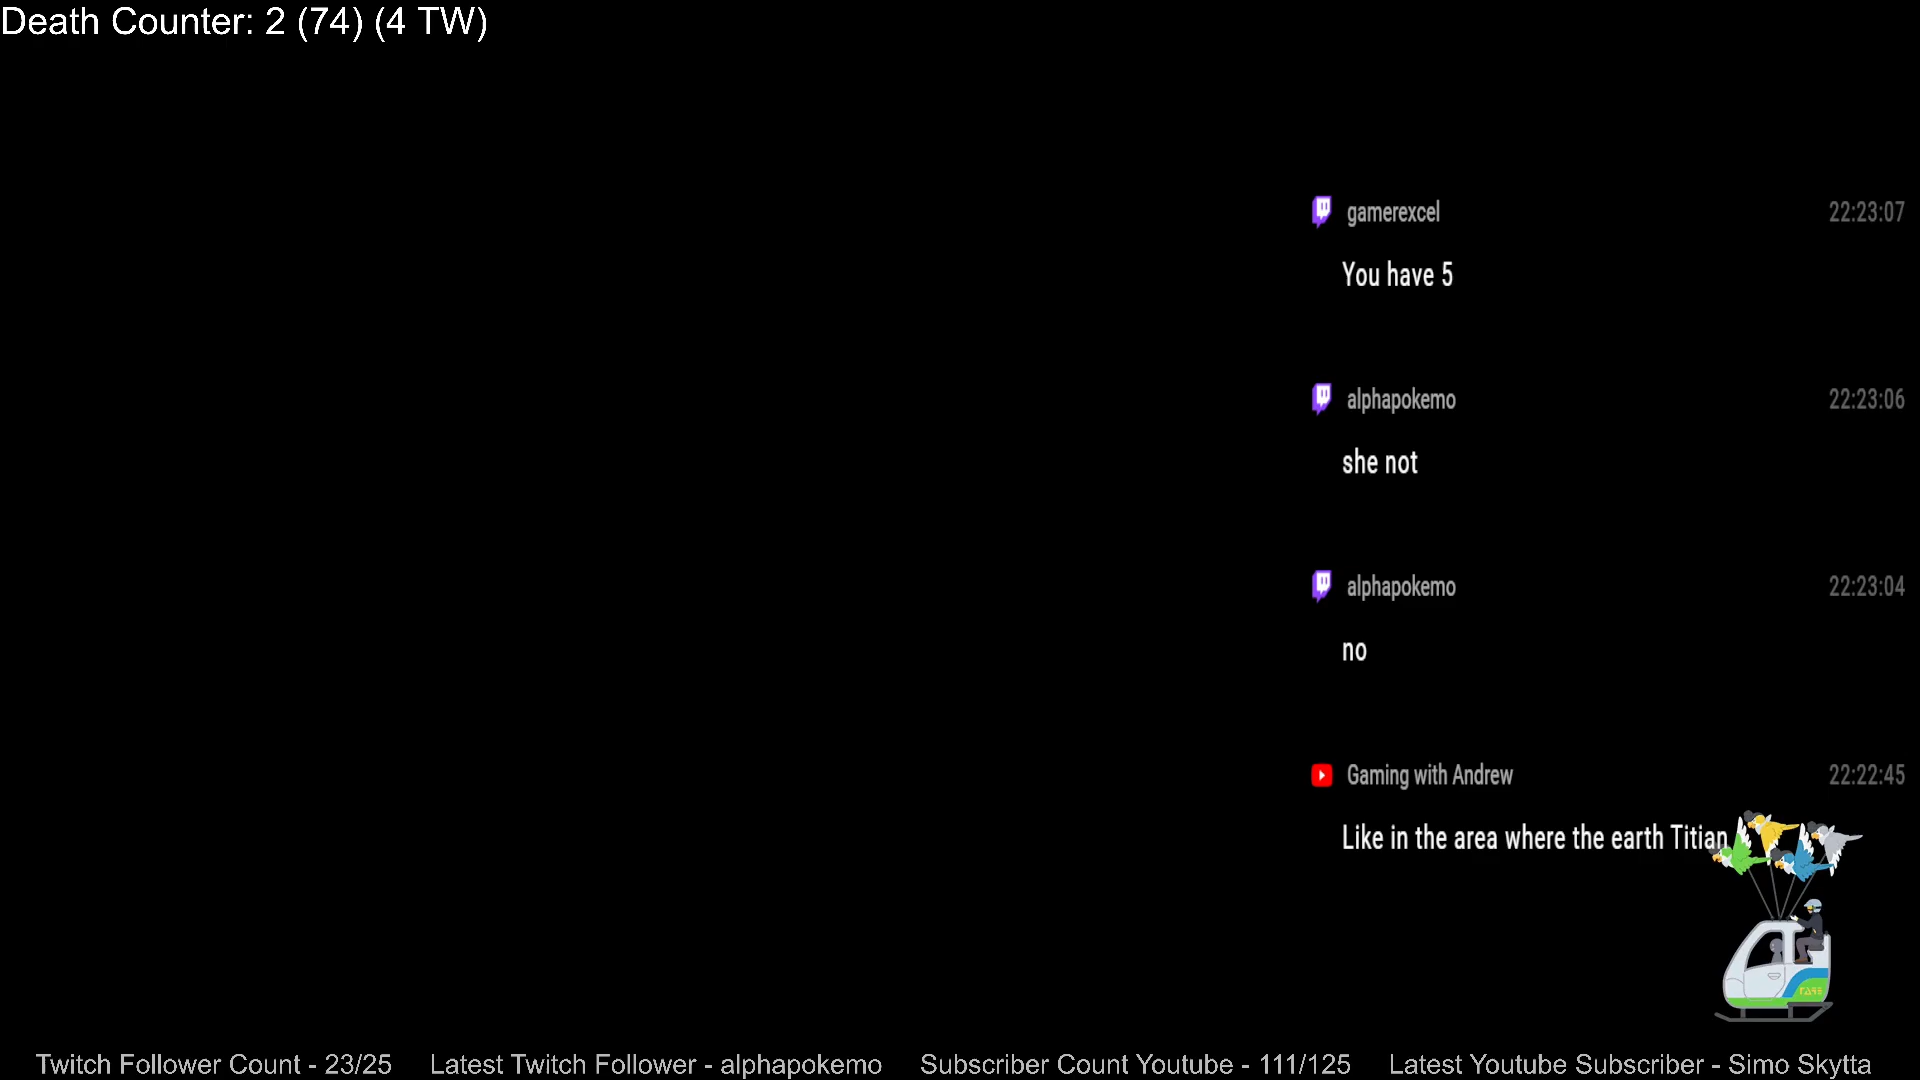 Death Counter: 2 (74) (4 TW)
gamerexcel 22:23:07
You have 5
alphapokemo 22:23:06
she not
alphapokemo 22:23:04
no
Gaming with Andrew 22:22:45
Like in the area where the earth Titian
Twitch Follower Count - 23/25 Latest Twitch Follower - alphapokemo Subscriber Count Youtube - 111/125 Latest Youtube Subscriber - Simo Skytta